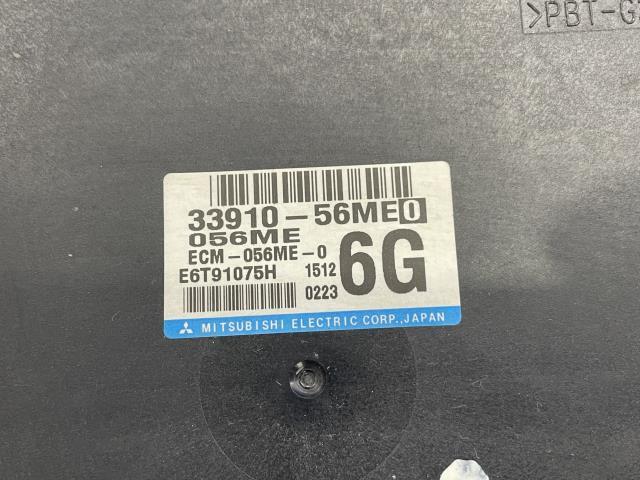 >PBT-G
33910-56ME0
056ME
ECM-056ME-0
E6T91075H 1512
0223
6G
MITSUBISHI ELECTRIC CORP.,JAPAN